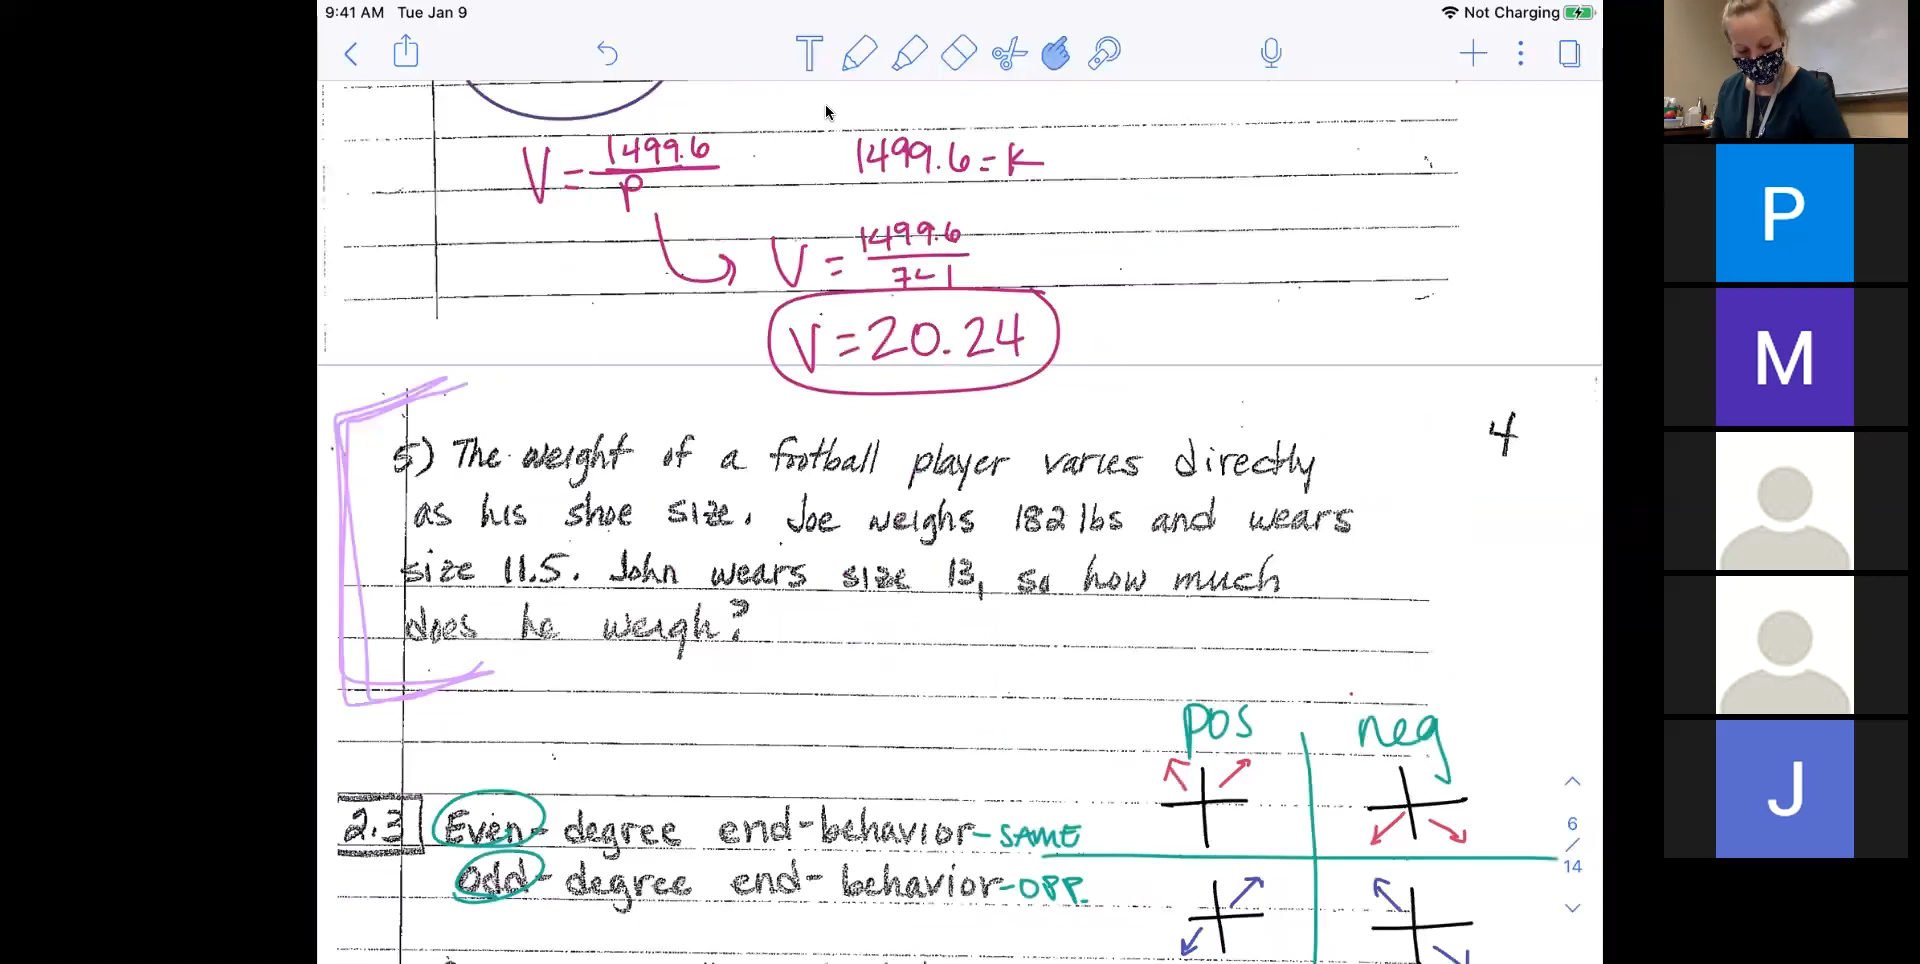 9:41 AM Tue Jan 9
Not Charging
V = 1499.6 / P
1499.6 = K
V = 1499.6 / 74.1
V = 20.24
4
5) The weight of a football player varies directly
as his shoe size. Joe weighs 182 lbs and wears
size 11.5. John wears size 13, so how much
does he weigh?
pos neg
2.3 Even-degree end-behavior - SAME
Odd-degree end-behavior - OPP.
6 / 14
P
M
J